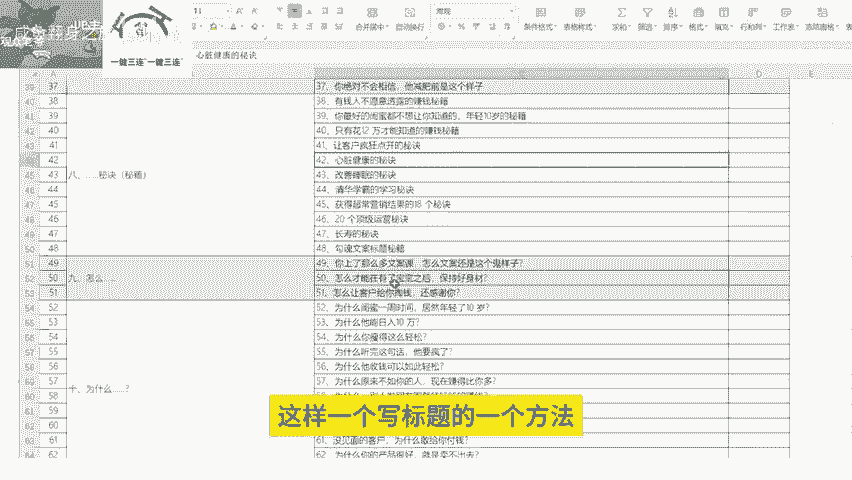 一键三连 一键三连
常规
合并居中 自动换行
条件格式 表格样式 求和 筛选 排序 格式 填充 行和列
心脏健康的秘诀
C D E
39 37 37、你绝对不会相信，他减肥前是这个样子
40 38 38、有钱人不愿意透露的赚钱秘籍
41 39 39、你最好的闺蜜都不想让你知道的，年轻10岁的秘籍
42 40 40、只有花12 万才能知道的赚钱秘籍
43 41 41、让客户疯狂点开的秘诀
42 42、心脏健康的秘诀
45 43 八、……秘诀（秘籍） 43、改善睡眠的秘诀
46 44 44、清华学霸的学习秘诀
47 45 45、获得超常营销结果的18 个秘诀
48 46 46、20 个顶级运营秘诀
49 47 47、长寿的秘诀
50 48 48、勾魂文案标题秘籍
51 49 49、你上了那么多文案课，怎么文案还是这个鬼样子？
52 50 九、怎么…… 50、怎么才能在有了宝宝之后，保持好身材？
53 51 51、怎么让客户给你掏钱，还感谢你？
54 52 52、为什么闺蜜一周时间，居然年轻了10 岁？
55 53 53、为什么他能日入10 万？
56 54 54、为什么你瘦得这么轻松？
57 55 55、为什么听完这句话，他要疯了？
58 56 56、为什么他收钱可以如此轻松？
59 57 十、为什么……？ 57、为什么原来不如你的人，现在赚得比你多？
60 58
61 59
62 60
63 61 61、没见面的客户，为什么敢给你付钱？
64 62 62、为什么你的产品很好，就是卖不出去？
这样一个写标题的一个方法